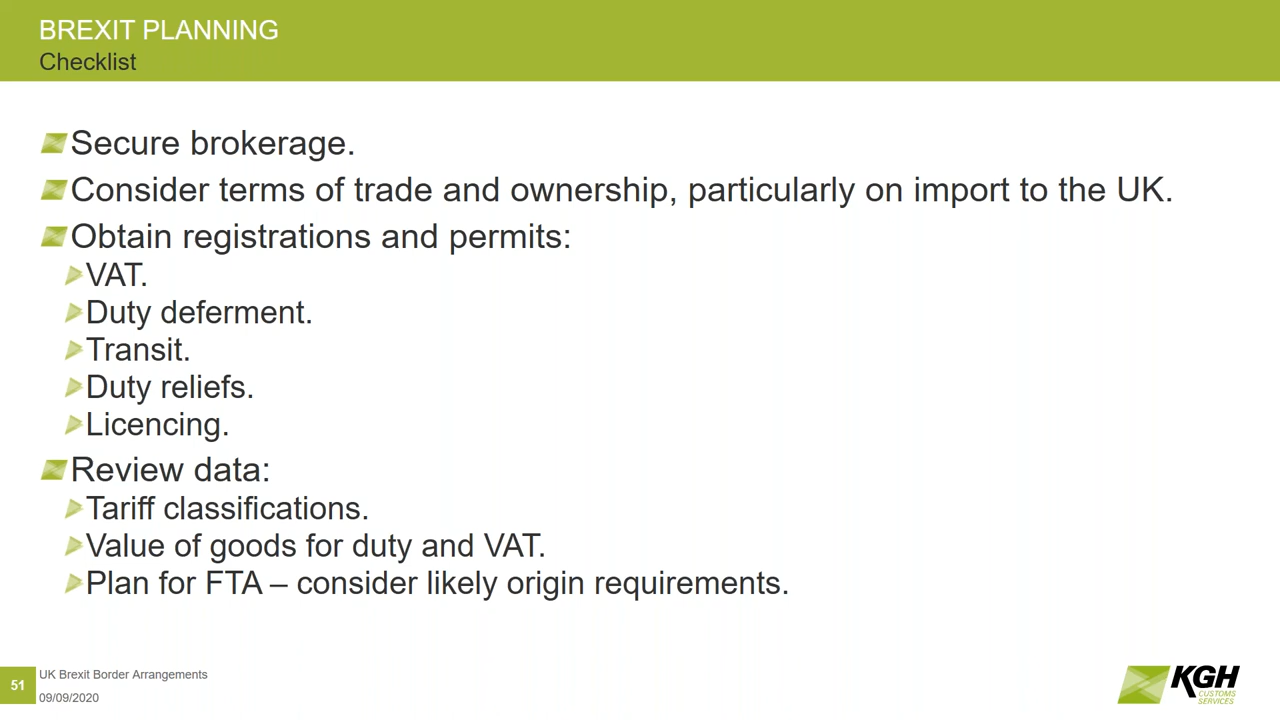 BREXIT PLANNING
Checklist
Secure brokerage.
Consider terms of trade and ownership, particularly on import to the UK.
Obtain registrations and permits:
VAT.
Duty deferment.
Transit.
Duty reliefs.
Licencing.
Review data:
Tariff classifications.
Value of goods for duty and VAT.
Plan for FTA – consider likely origin requirements.
51
UK Brexit Border Arrangements
09/09/2020
KGH
CUSTOMS
SERVICES